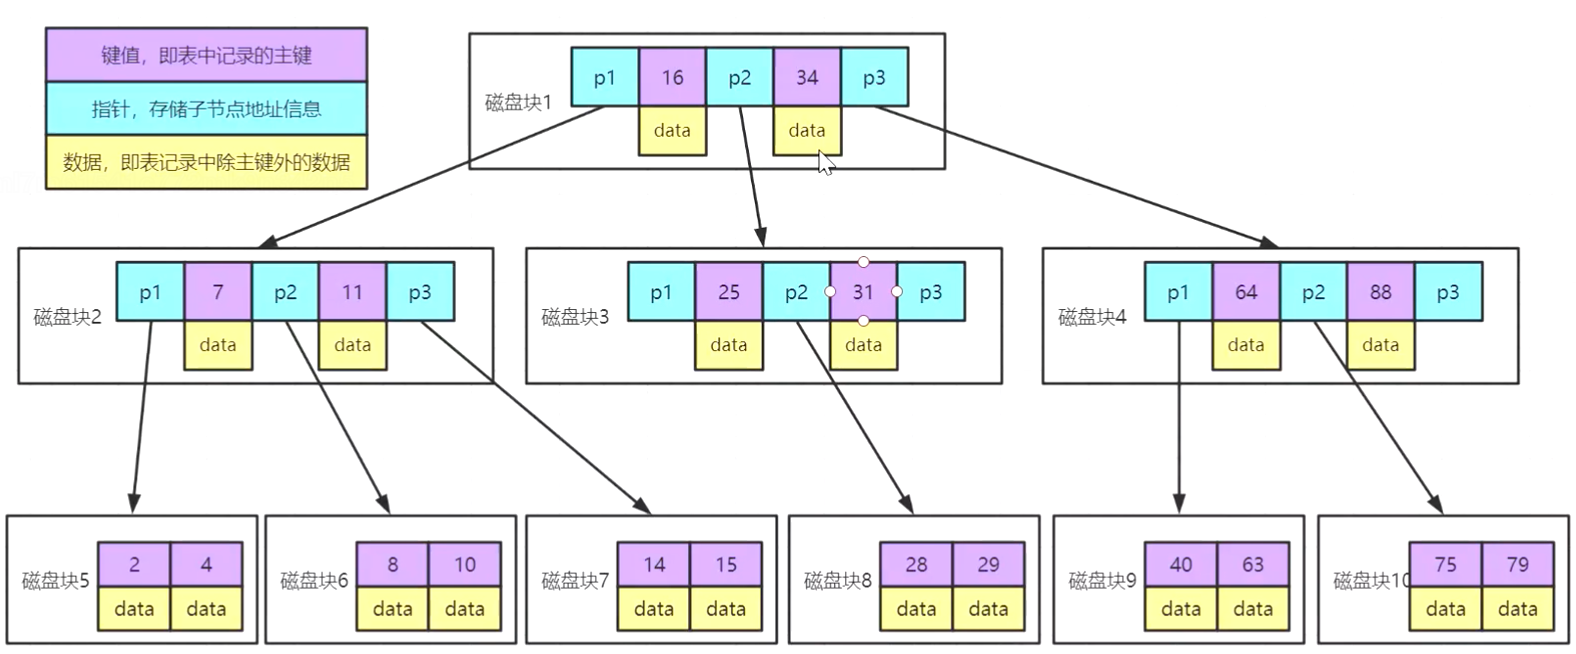 键值，即表中记录的主键
指针，存储子节点地址信息
数据，即表记录中除主键外的数据
磁盘块1
p1 16 p2 34 p3
data data
磁盘块2
p1 7 p2 11 p3
data data
磁盘块3
p1 25 p2 31 p3
data data
磁盘块4
p1 64 p2 88 p3
data data
磁盘块5
2 4
data data
磁盘块6
8 10
data data
磁盘块7
14 15
data data
磁盘块8
28 29
data data
磁盘块9
40 63
data data
磁盘块10
75 79
data data